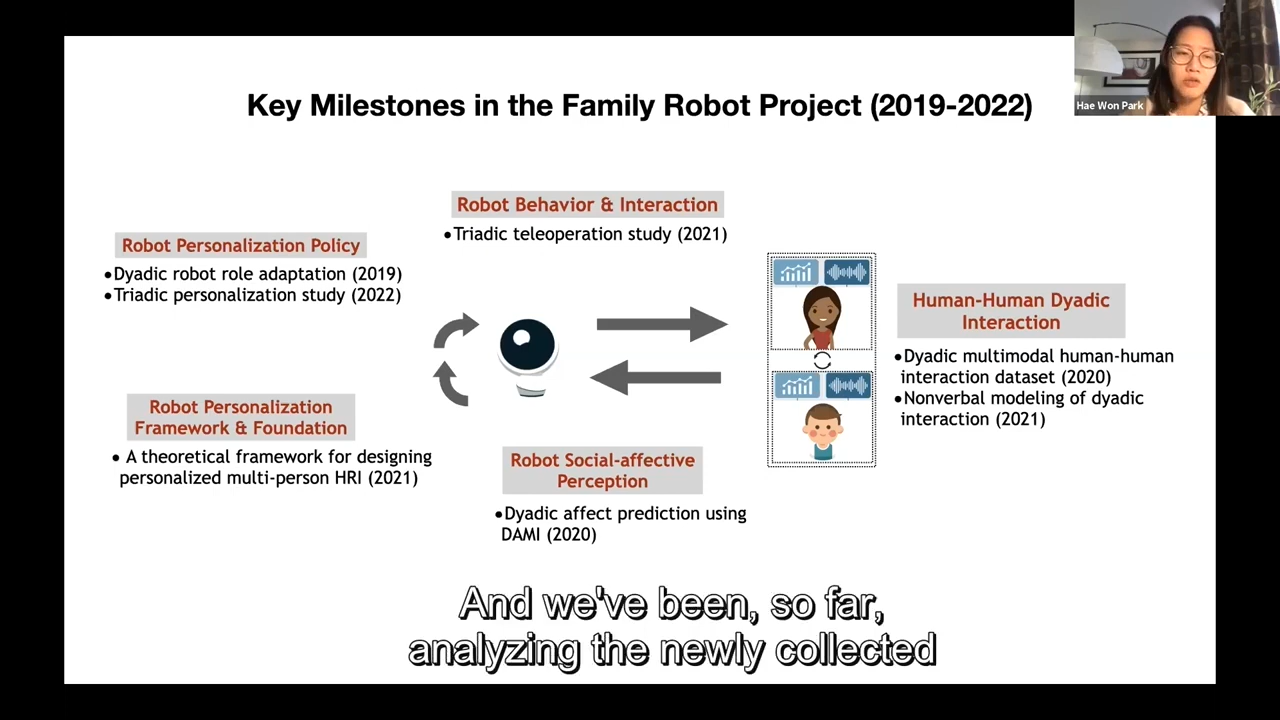 Hae Won Park
Key Milestones in the Family Robot Project (2019-2022)
Robot Behavior & Interaction
•Triadic teleoperation study (2021)
Robot Personalization Policy
•Dyadic robot role adaptation (2019)
•Triadic personalization study (2022)
Human-Human Dyadic
Interaction
•Dyadic multimodal human-human
interaction dataset (2020)
•Nonverbal modeling of dyadic
interaction (2021)
Robot Personalization
Framework & Foundation
• A theoretical framework for designing
personalized multi-person HRI (2021)
Robot Social-affective
Perception
•Dyadic affect prediction using
DAMI (2020)
And we've been, so far,
analyzing the newly collected